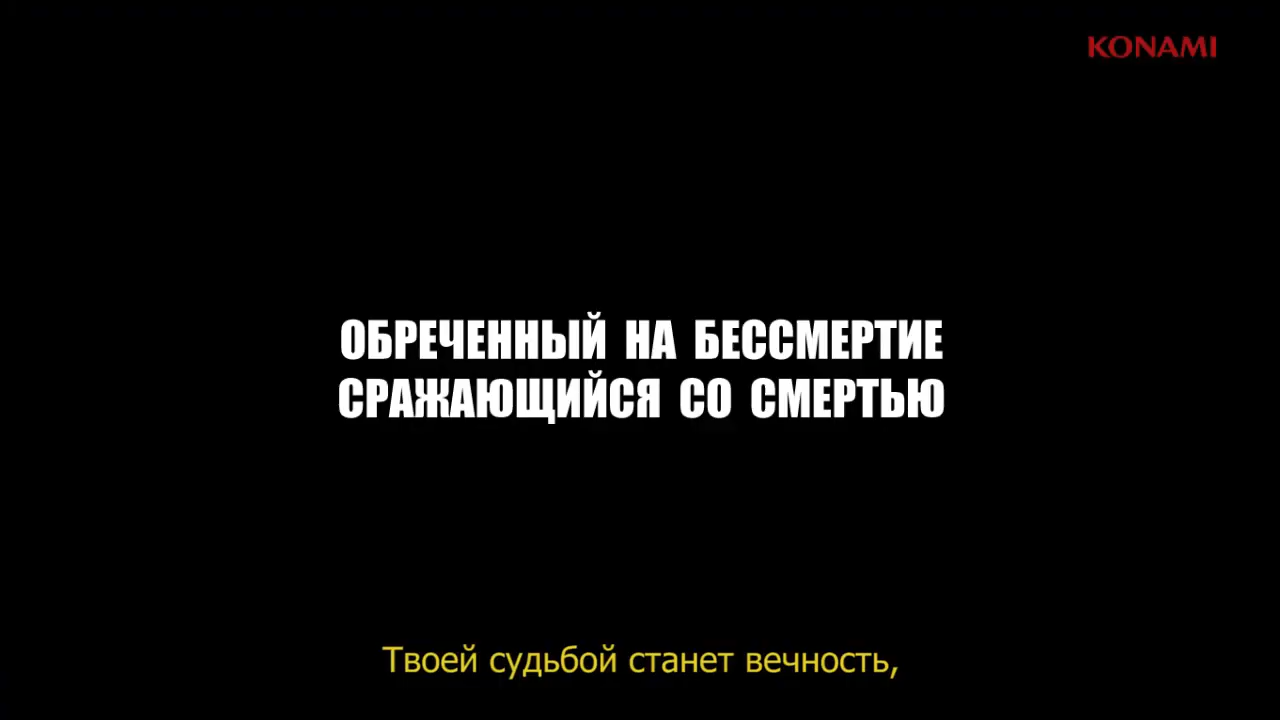 KONAMI
ОБРЕЧЕННЫЙ НА БЕССМЕРТИЕ
СРАЖАЮЩИЙСЯ СО СМЕРТЬЮ
Твоей судьбой станет вечность,